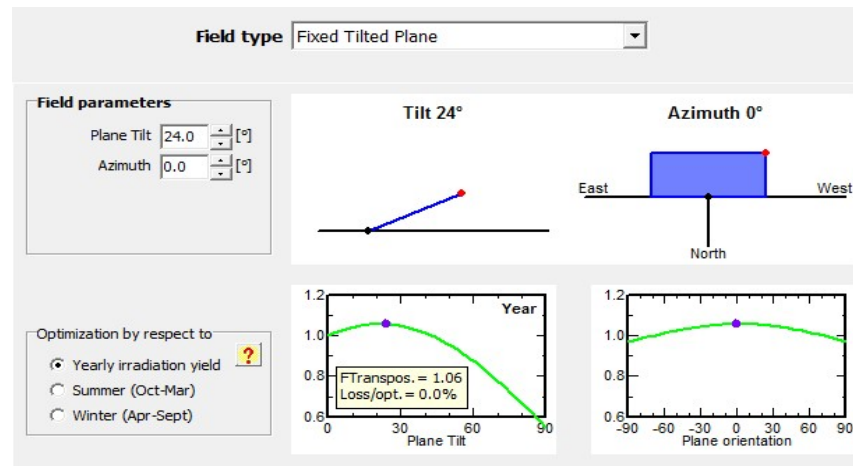 Field type Fixed Tilted Plane
Field parameters
Plane Tilt 24.0 [°]
Azimuth 0.0 [°]
Tilt 24°
Azimuth 0°
East West
North
Optimization by respect to
Yearly irradiation yield ?
Summer (Oct-Mar)
Winter (Apr-Sept)
1.2
Year
1.0
0.8
FTranspos.= 1.06
Loss/opt.= 0.0%
0.6
0 30 60 90
Plane Tilt
1.2
1.0
0.8
0.6
-90 -60 -30 0 30 60 90
Plane orientation